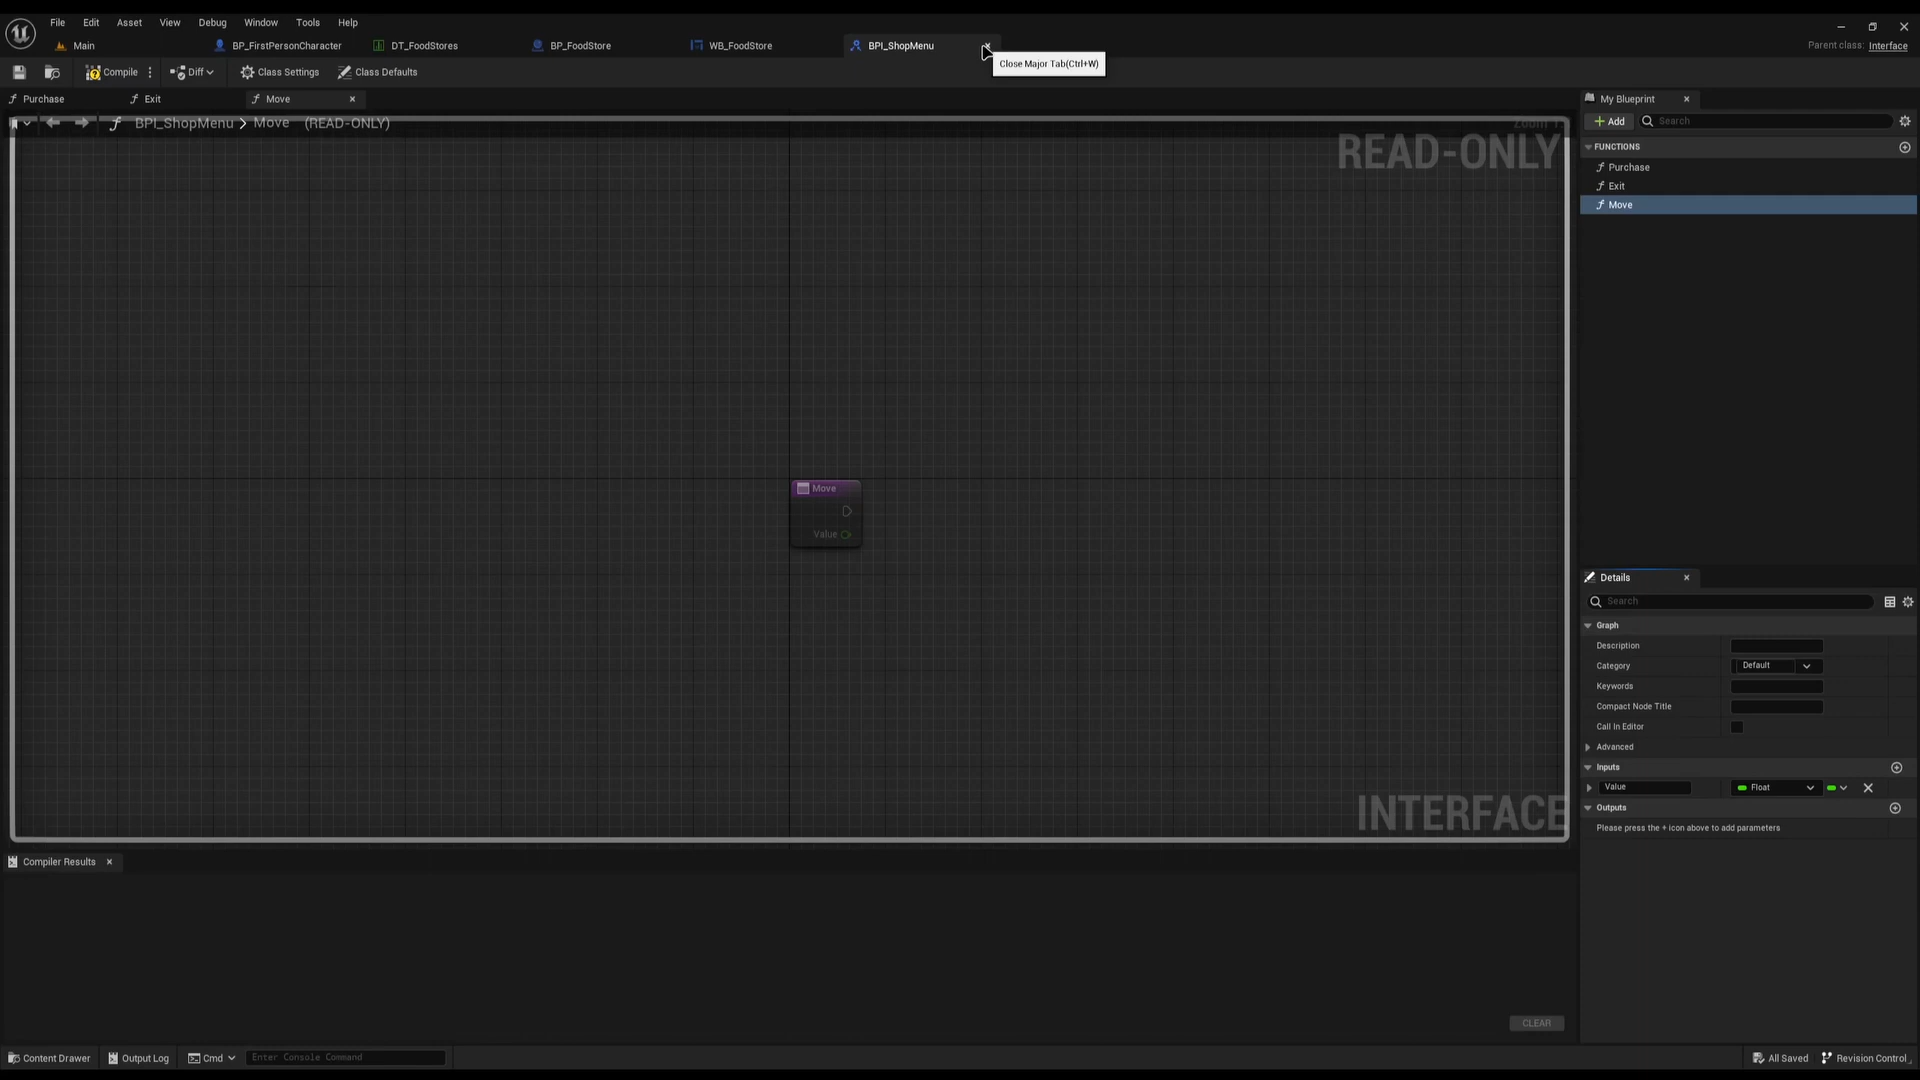 File Edit Asset View Debug Window Tools Help
Main BP_FirstPersonCharacter DT_FoodStores BP_FoodStore WB_FoodStore BPI_ShopMenu
Parent class: Interface
Close Major Tab(Ctrl+W)
Compile Diff Class Settings Class Defaults
Purchase Exit Move
BPI_ShopMenu > Move (READ-ONLY)
READ-ONLY
Move
Value
INTERFACE
My Blueprint
Add Search
FUNCTIONS
Purchase
Exit
Move
Details
Search
Graph
Description
Category Default
Keywords
Compact Node Title
Call In Editor
Advanced
Inputs
Value Float
Outputs
Please press the + icon above to add parameters
Compiler Results
CLEAR
Content Drawer Output Log Cmd Enter Console Command
All Saved Revision Control